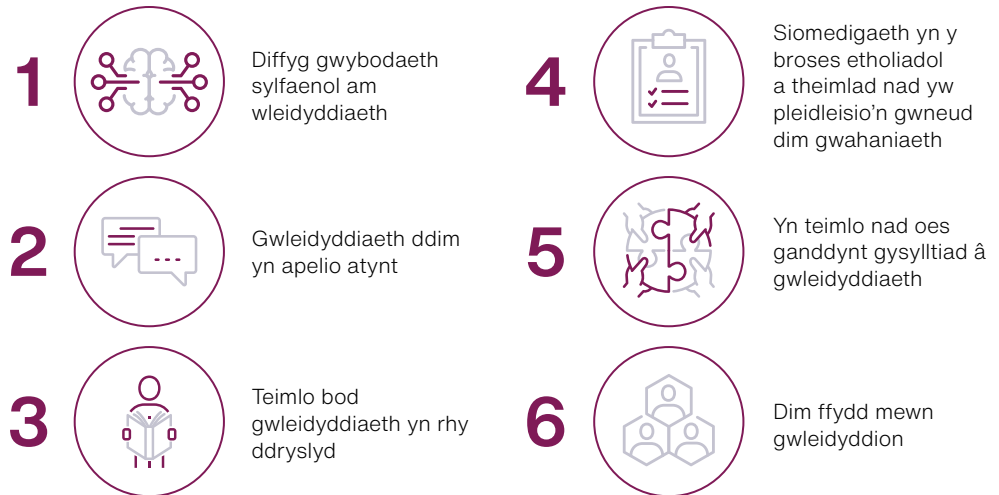 1
Diffyg gwybodaeth
sylfaenol am
wleidyddiaeth
2
Gwleidyddiaeth ddim
yn apelio atynt
3
Teimlo bod
gwleidyddiaeth yn rhy
ddryslyd
4
Siomedigaeth yn y
broses etholiadol
a theimlad nad yw
pleidleisio’n gwneud
dim gwahaniaeth
5
Yn teimlo nad oes
ganddynt gysylltiad â
gwleidyddiaeth
6
Dim ffydd mewn
gwleidyddion